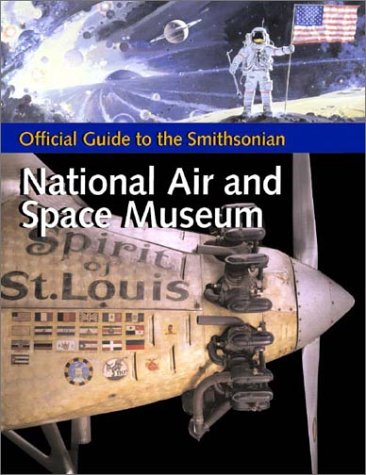 Official Guide to the Smithsonian
National Air and
Space Museum
Spirit
of
St. Louis